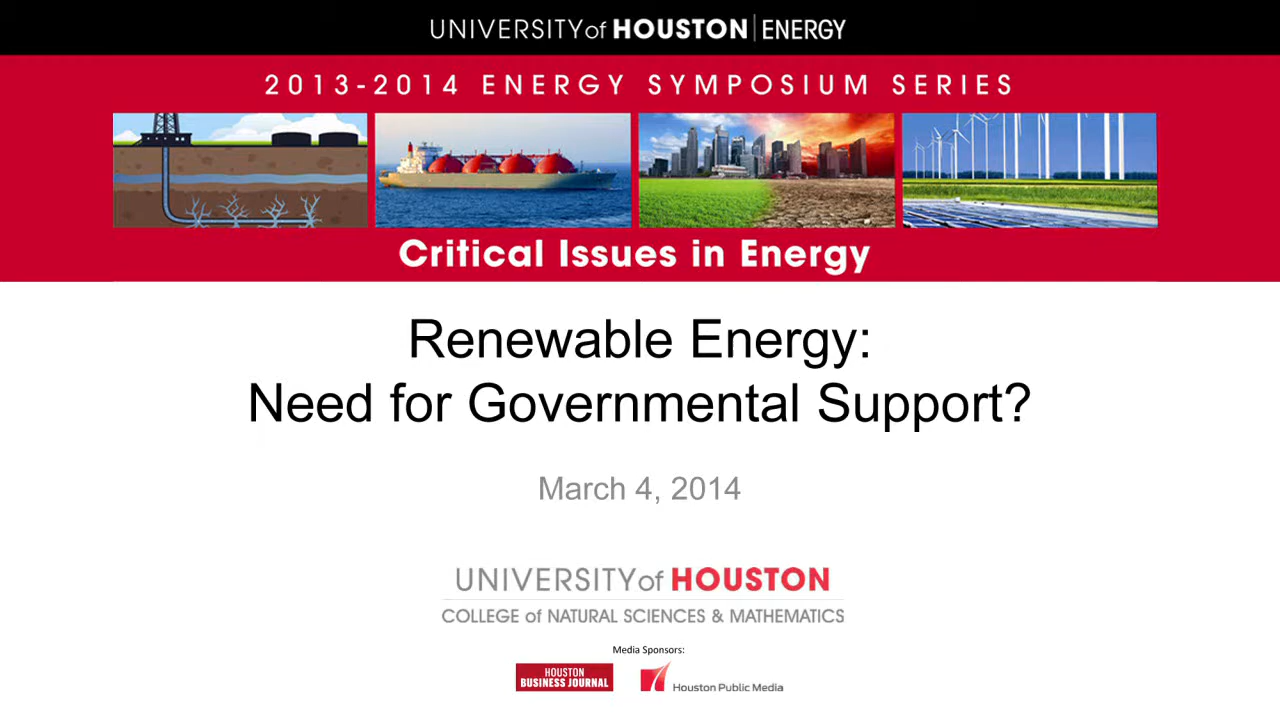 UNIVERSITY of HOUSTON | ENERGY
2013-2014 ENERGY SYMPOSIUM SERIES
Critical Issues in Energy
Renewable Energy:
Need for Governmental Support?
March 4, 2014
UNIVERSITY of HOUSTON
COLLEGE of NATURAL SCIENCES & MATHEMATICS
Media Sponsors:
HOUSTON
BUSINESS JOURNAL
Houston Public Media